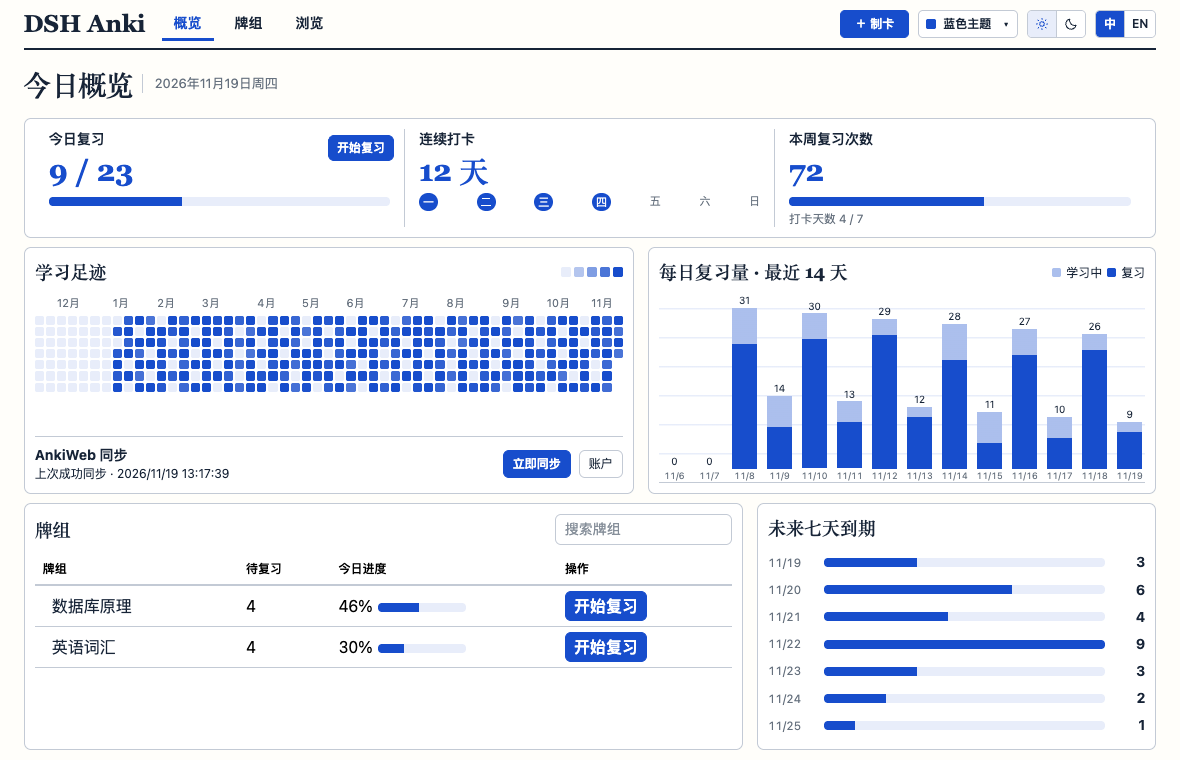 DSH Anki 概览 牌组 浏览 + 制卡 蓝色主题 中 EN
今日概览 2026年11月19日周四
今日复习 开始复习
9 / 23
连续打卡
12 天
一 二 三 四 五 六 日
本周复习次数
72
打卡天数 4 / 7
学习足迹
12月 1月 2月 3月 4月 5月 6月 7月 8月 9月 10月 11月
AnkiWeb 同步
上次成功同步 · 2026/11/19 13:17:39
立即同步 账户
每日复习量 · 最近 14 天 学习中 复习
0 0 31 14 30 13 29 12 28 11 27 10 26 9
11/6 11/7 11/8 11/9 11/10 11/11 11/12 11/13 11/14 11/15 11/16 11/17 11/18 11/19
牌组 搜索牌组
牌组 待复习 今日进度 操作
数据库原理 4 46% 开始复习
英语词汇 4 30% 开始复习
未来七天到期
11/19 3
11/20 6
11/21 4
11/22 9
11/23 3
11/24 2
11/25 1